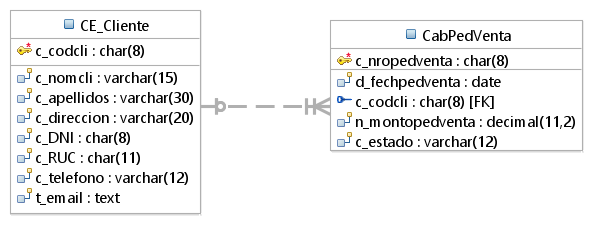 CE_Cliente
c_codcli : char(8)
c_nomcli : varchar(15)
c_apellidos : varchar(30)
c_direccion : varchar(20)
c_DNI : char(8)
c_RUC : char(11)
c_telefono : varchar(12)
t_email : text
CabPedVenta
c_nropedventa : char(8)
d_fechpedventa : date
c_codcli : char(8) [FK]
n_montopedventa : decimal(11,2)
c_estado : varchar(12)